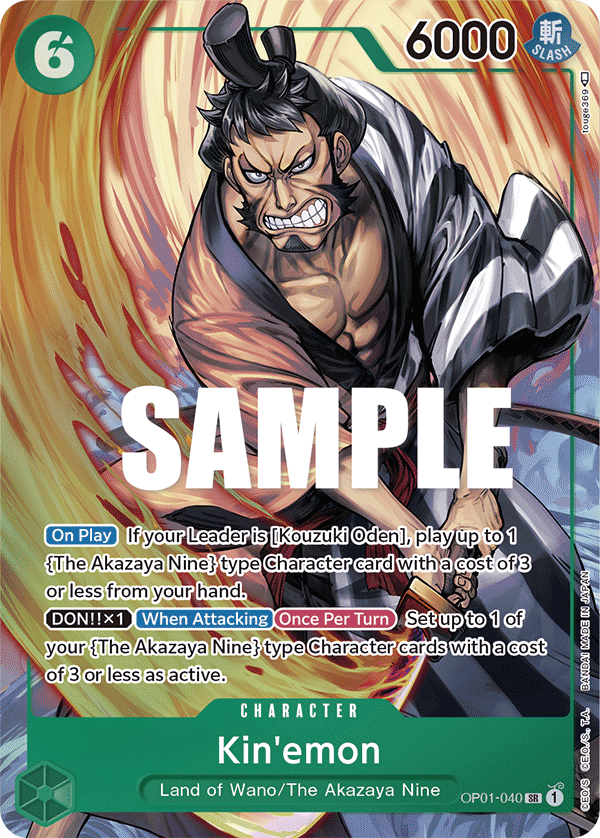 6
6000
斬
SLASH
touge369
SAMPLE
On Play If your Leader is [Kouzuki Oden], play up to 1
{The Akazaya Nine} type Character card with a cost of 3
or less from your hand.
DON!!×1 When Attacking Once Per Turn Set up to 1 of
your {The Akazaya Nine} type Character cards with a cost
of 3 or less as active.
©E.O/S ©E.O./S., T.A. BANDAI MADE IN JAPAN
CHARACTER
Kin'emon
Land of Wano/The Akazaya Nine
OP01-040 SR 1